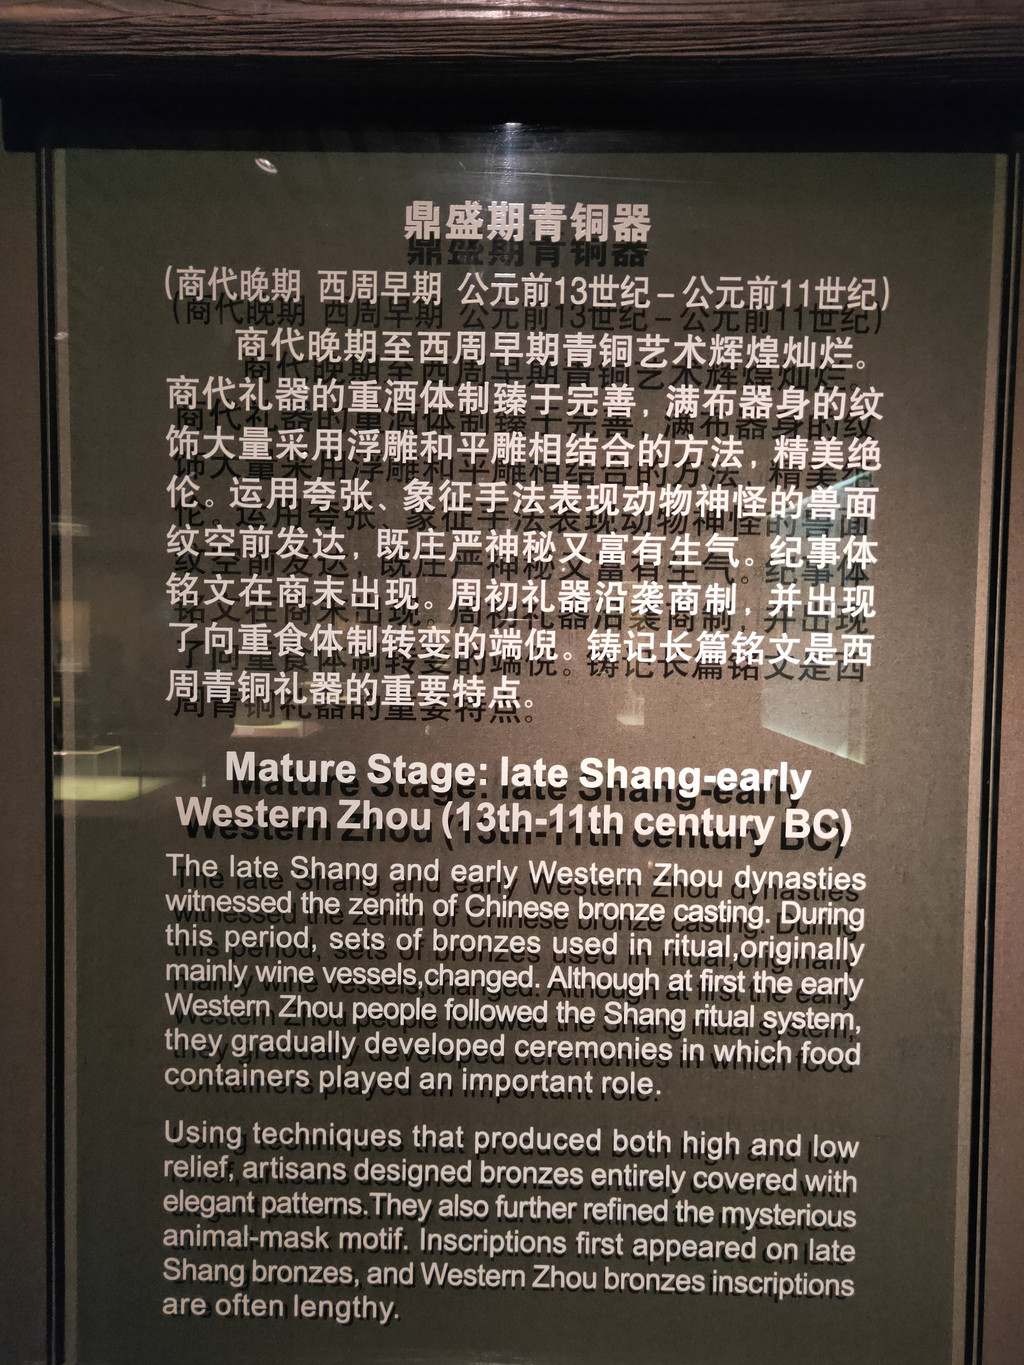 鼎盛期青铜器
(商代晚期 西周早期 公元前13世纪－公元前11世纪)
商代晚期至西周早期青铜艺术辉煌灿烂。
商代礼器的重酒体制臻于完善，满布器身的纹
饰大量采用浮雕和平雕相结合的方法，精美绝
伦。运用夸张、象征手法表现动物神怪的兽面
纹空前发达，既庄严神秘又富有生气。纪事体
铭文在商末出现。周初礼器沿袭商制，并出现
了向重食体制转变的端倪。铸记长篇铭文是西
周青铜礼器的重要特点。
Mature Stage: late Shang-early
Western Zhou (13th-11th century BC)
The late Shang and early Western Zhou dynasties
witnessed the zenith of Chinese bronze casting. During
this period, sets of bronzes used in ritual,originally
mainly wine vessels,changed. Although at first the early
Western Zhou people followed the Shang ritual system,
they gradually developed ceremonies in which food
containers played an important role.
Using techniques that produced both high and low
relief, artisans designed bronzes entirely covered with
elegant patterns.They also further refined the mysterious
animal-mask motif. Inscriptions first appeared on late
Shang bronzes, and Western Zhou bronzes inscriptions
are often lengthy.